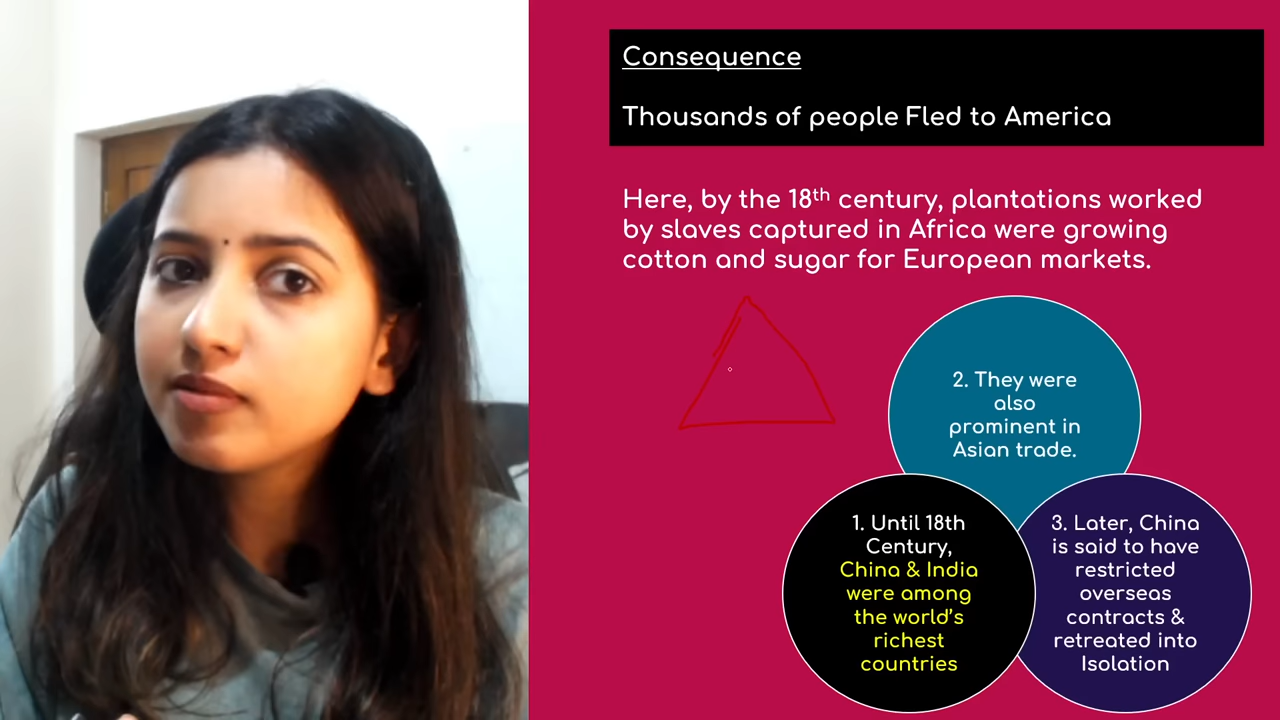 Consequence
Thousands of people Fled to America
Here, by the 18th century, plantations worked
by slaves captured in Africa were growing
cotton and sugar for European markets.
2. They were
also
prominent in
Asian trade.
1. Until 18th
Century,
China & India
were among
the world's
richest
countries
3. Later, China
is said to have
restricted
overseas
contracts &
retreated into
Isolation